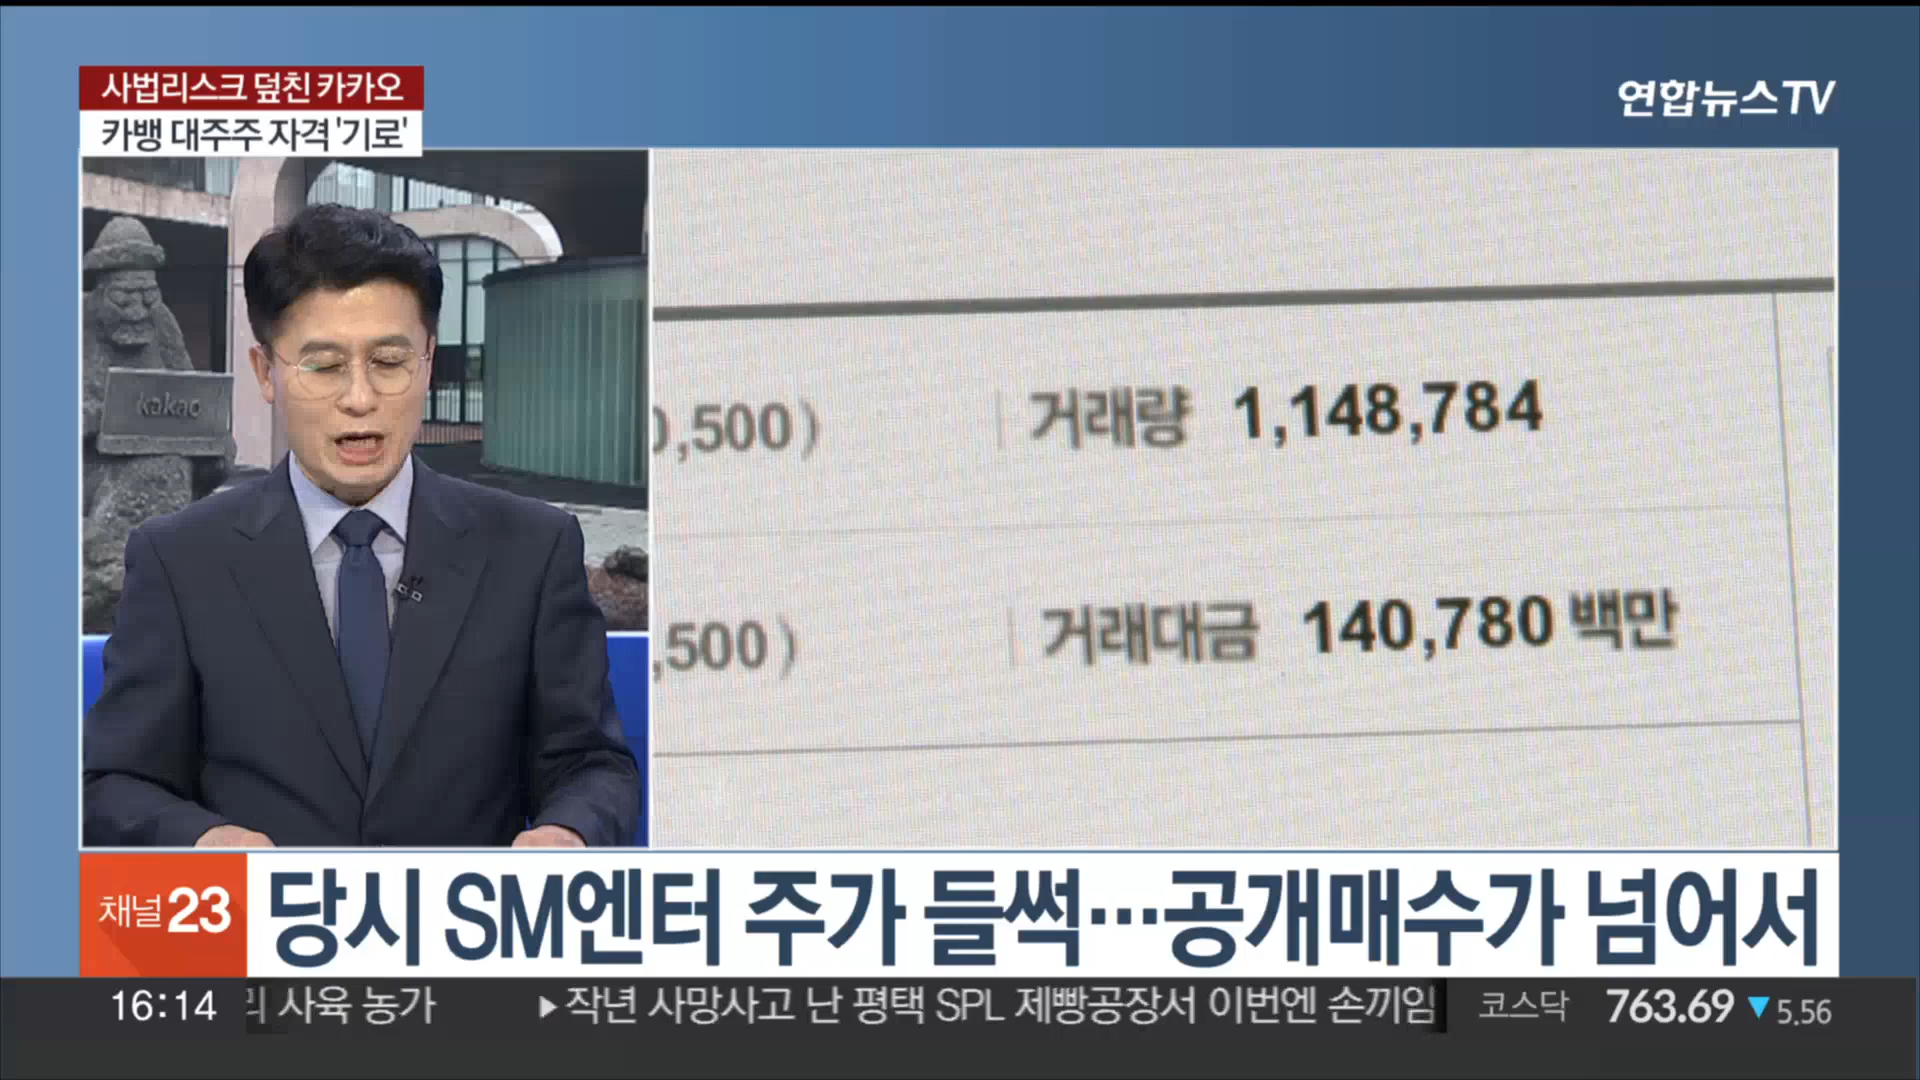 사법리스크 덮친 카카오
카뱅 대주주 자격 '기로'
연합뉴스TV
kakao
,500)
거래량 1,148,784
,500)
거래대금 140,780 백만
채널 23
당시 SM엔터 주가 들썩…공개매수가 넘어서
16:14
사육 농가
▶작년 사망사고 난 평택 SPL 제빵공장서 이번엔 손끼임
코스닥 763.69 ▼5.56